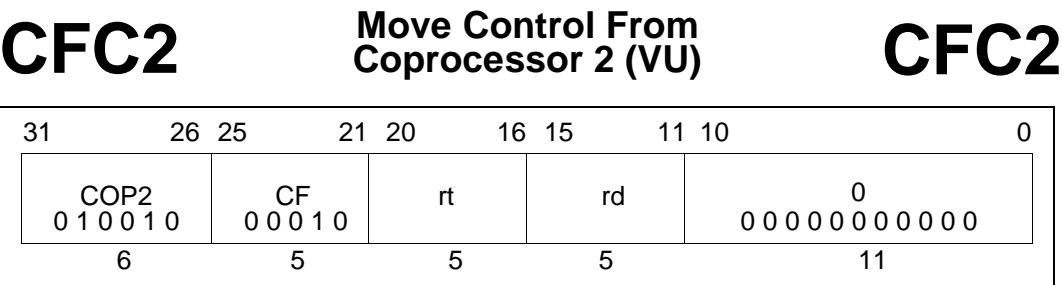 CFC2 Move Control From CFC2
Coprocessor 2 (VU)
31 26 25 21 20 16 15 11 10 0
COP2 CF rt rd 0
0 1 0 0 1 0 0 0 0 1 0 0 0 0 0 0 0 0 0 0 0 0
6 5 5 5 11